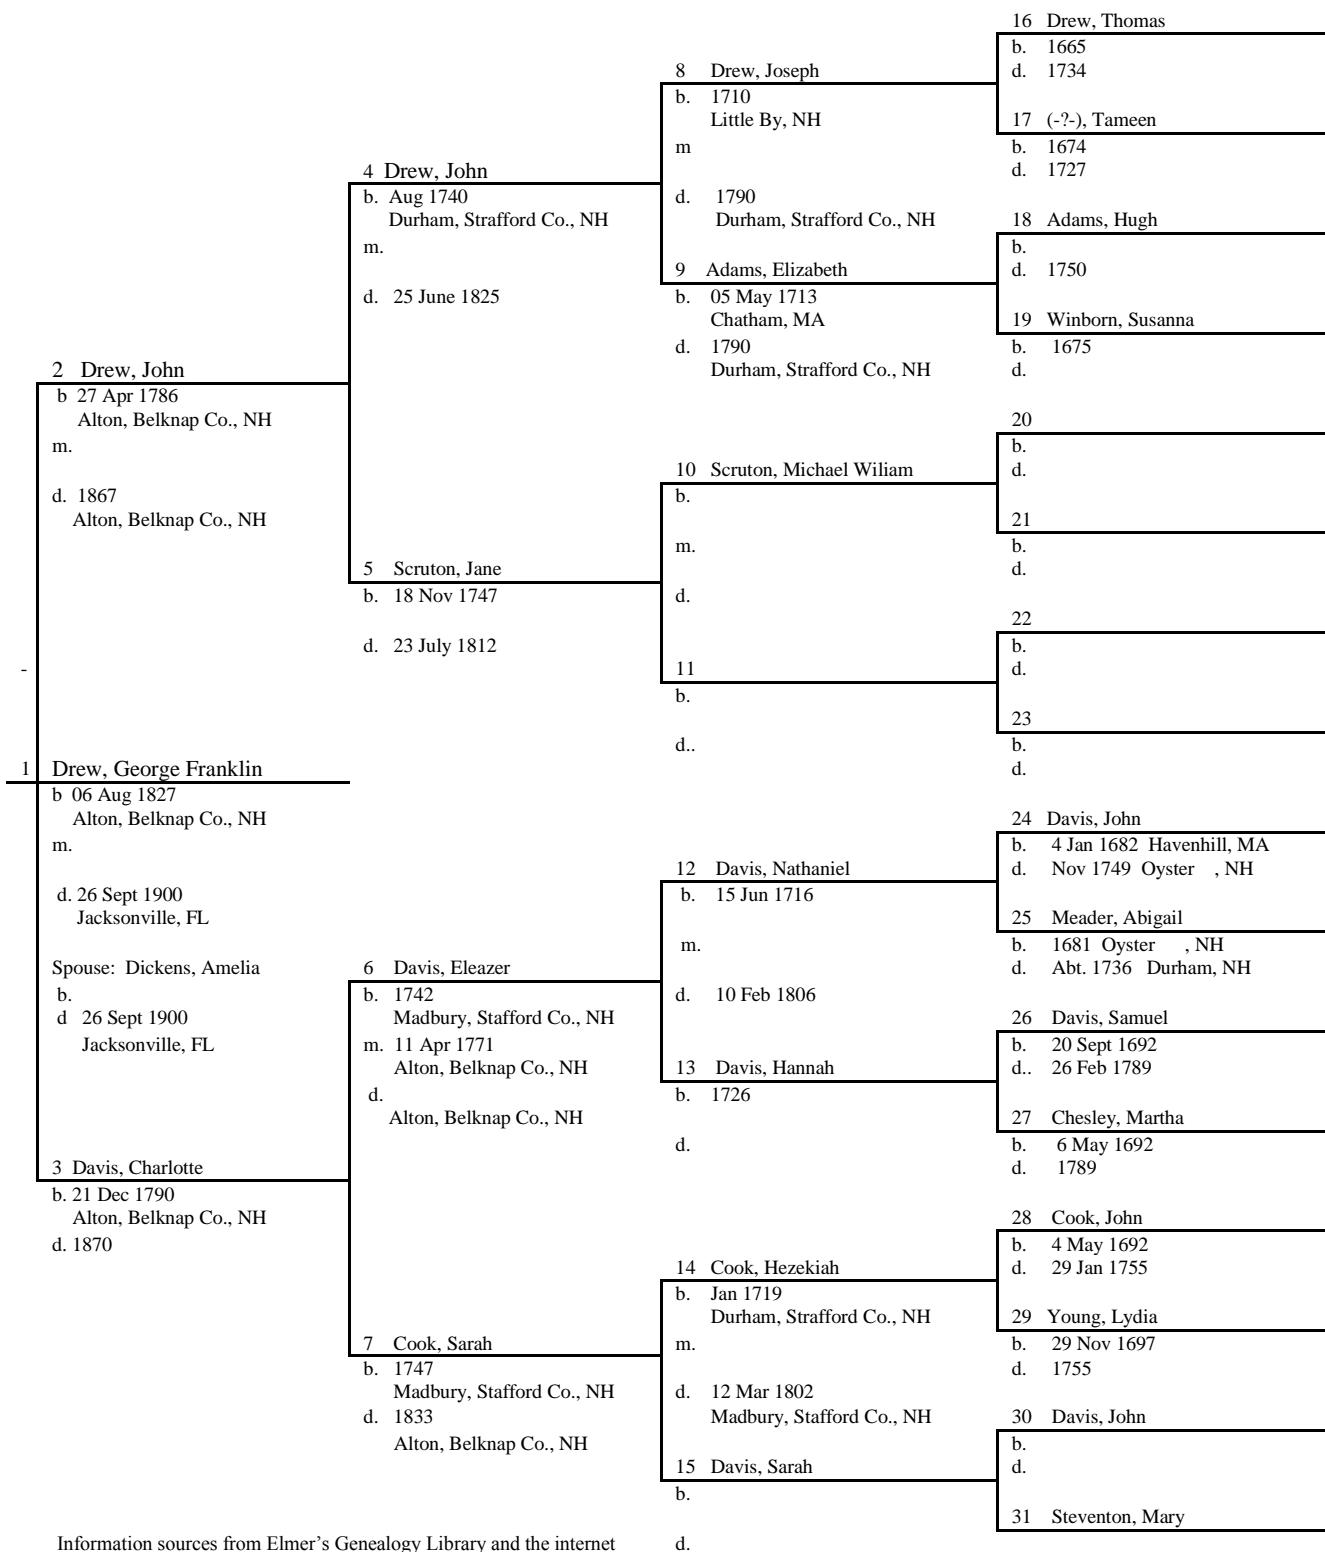 2 Drew, John
b 27 Apr 1786
Alton, Belknap Co., NH
m.
d. 1867
Alton, Belknap Co., NH
-
1 Drew, George Franklin
b 06 Aug 1827
Alton, Belknap Co., NH
m.
d. 26 Sept 1900
Jacksonville, FL
Spouse: Dickens, Amelia
b.
d 26 Sept 1900
Jacksonville, FL
3 Davis, Charlotte
b. 21 Dec 1790
Alton, Belknap Co., NH
d. 1870
4 Drew, John
b. Aug 1740
Durham, Strafford Co., NH
m.
d. 25 June 1825
5 Scruton, Jane
b. 18 Nov 1747
d. 23 July 1812
6 Davis, Eleazer
b. 1742
Madbury, Stafford Co., NH
m. 11 Apr 1771
Alton, Belknap Co., NH
d.
Alton, Belknap Co., NH
7 Cook, Sarah
b. 1747
Madbury, Stafford Co., NH
d. 1833
Alton, Belknap Co., NH
8 Drew, Joseph
b. 1710
Little By, NH
m
d. 1790
Durham, Strafford Co., NH
9 Adams, Elizabeth
b. 05 May 1713
Chatham, MA
d. 1790
Durham, Strafford Co., NH
10 Scruton, Michael Wiliam
b.
m.
d.
11
b.
d..
12 Davis, Nathaniel
b. 15 Jun 1716
m.
d. 10 Feb 1806
13 Davis, Hannah
b. 1726
d.
14 Cook, Hezekiah
b. Jan 1719
Durham, Strafford Co., NH
m.
d. 12 Mar 1802
Madbury, Stafford Co., NH
15 Davis, Sarah
b.
d.
16 Drew, Thomas
b. 1665
d. 1734
17 (-?-), Tameen
b. 1674
d. 1727
18 Adams, Hugh
b.
d. 1750
19 Winborn, Susanna
b. 1675
d.
20
b.
d.
21
b.
d.
22
b.
d.
23
b.
d.
24 Davis, John
b. 4 Jan 1682 Havenhill, MA
d. Nov 1749 Oyster , NH
25 Meader, Abigail
b. 1681 Oyster , NH
d. Abt. 1736 Durham, NH
26 Davis, Samuel
b. 20 Sept 1692
d.. 26 Feb 1789
27 Chesley, Martha
b. 6 May 1692
d. 1789
28 Cook, John
b. 4 May 1692
d. 29 Jan 1755
29 Young, Lydia
b. 29 Nov 1697
d. 1755
30 Davis, John
b.
d.
31 Steventon, Mary
Information sources from Elmer's Genealogy Library and the internet